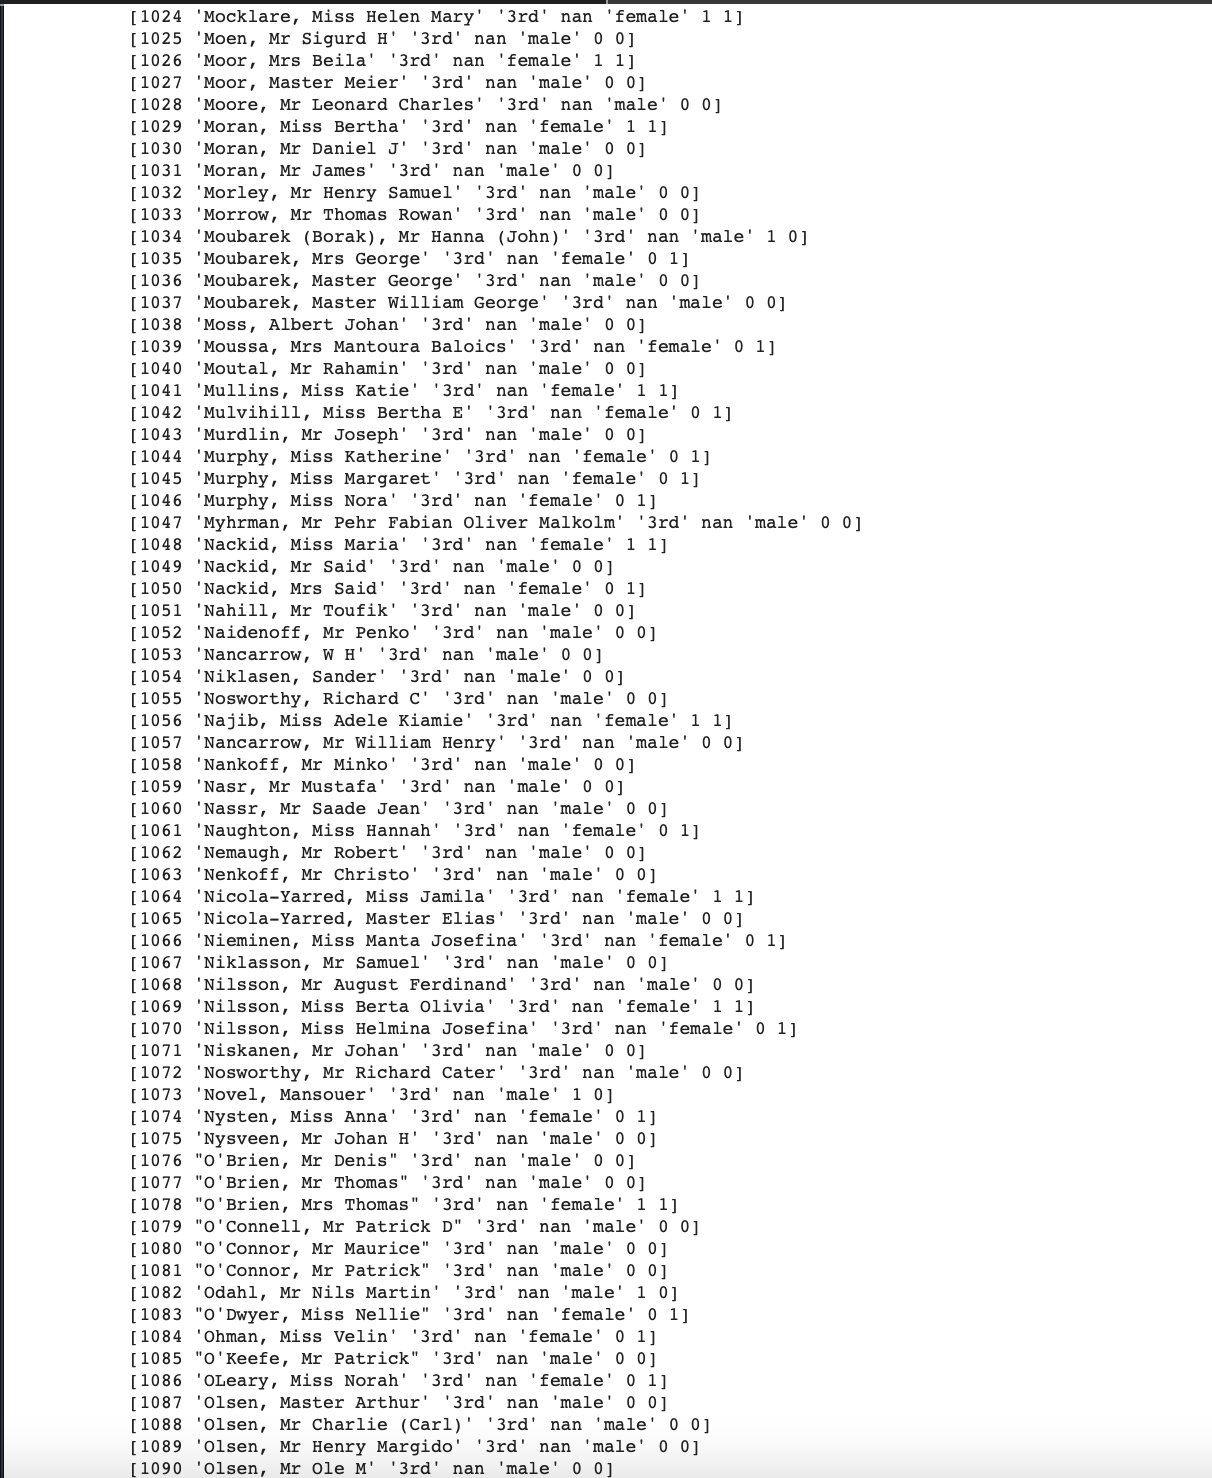 [1024 'Mocklare, Miss Helen Mary' '3rd' nan 'female' 1 1]
[1025 'Moen, Mr Sigurd H' '3rd' nan 'male' 0 0]
[1026 'Moor, Mrs Beila' '3rd' nan 'female' 1 1]
[1027 'Moor, Master Meier' '3rd' nan 'male' 0 0]
[1028 'Moore, Mr Leonard Charles' '3rd' nan 'male' 0 0]
[1029 'Moran, Miss Bertha' '3rd' nan 'female' 1 1]
[1030 'Moran, Mr Daniel J' '3rd' nan 'male' 0 0]
[1031 'Moran, Mr James' '3rd' nan 'male' 0 0]
[1032 'Morley, Mr Henry Samuel' '3rd' nan 'male' 0 0]
[1033 'Morrow, Mr Thomas Rowan' '3rd' nan 'male' 0 0]
[1034 'Moubarek (Borak), Mr Hanna (John)' '3rd' nan 'male' 1 0]
[1035 'Moubarek, Mrs George' '3rd' nan 'female' 0 1]
[1036 'Moubarek, Master George' '3rd' nan 'male' 0 0]
[1037 'Moubarek, Master William George' '3rd' nan 'male' 0 0]
[1038 'Moss, Albert Johan' '3rd' nan 'male' 0 0]
[1039 'Moussa, Mrs Mantoura Baloics' '3rd' nan 'female' 0 1]
[1040 'Moutal, Mr Rahamin' '3rd' nan 'male' 0 0]
[1041 'Mullins, Miss Katie' '3rd' nan 'female' 1 1]
[1042 'Mulvihill, Miss Bertha E' '3rd' nan 'female' 0 1]
[1043 'Murdlin, Mr Joseph' '3rd' nan 'male' 0 0]
[1044 'Murphy, Miss Katherine' '3rd' nan 'female' 0 1]
[1045 'Murphy, Miss Margaret' '3rd' nan 'female' 0 1]
[1046 'Murphy, Miss Nora' '3rd' nan 'female' 0 1]
[1047 'Myhrman, Mr Pehr Fabian Oliver Malkolm' '3rd' nan 'male' 0 0]
[1048 'Nackid, Miss Maria' '3rd' nan 'female' 1 1]
[1049 'Nackid, Mr Said' '3rd' nan 'male' 0 0]
[1050 'Nackid, Mrs Said' '3rd' nan 'female' 0 1]
[1051 'Nahill, Mr Toufik' '3rd' nan 'male' 0 0]
[1052 'Naidenoff, Mr Penko' '3rd' nan 'male' 0 0]
[1053 'Nancarrow, W H' '3rd' nan 'male' 0 0]
[1054 'Niklasen, Sander' '3rd' nan 'male' 0 0]
[1055 'Nosworthy, Richard C' '3rd' nan 'male' 0 0]
[1056 'Najib, Miss Adele Kiamie' '3rd' nan 'female' 1 1]
[1057 'Nancarrow, Mr William Henry' '3rd' nan 'male' 0 0]
[1058 'Nankoff, Mr Minko' '3rd' nan 'male' 0 0]
[1059 'Nasr, Mr Mustafa' '3rd' nan 'male' 0 0]
[1060 'Nassr, Mr Saade Jean' '3rd' nan 'male' 0 0]
[1061 'Naughton, Miss Hannah' '3rd' nan 'female' 0 1]
[1062 'Nemaugh, Mr Robert' '3rd' nan 'male' 0 0]
[1063 'Nenkoff, Mr Christo' '3rd' nan 'male' 0 0]
[1064 'Nicola-Yarred, Miss Jamila' '3rd' nan 'female' 1 1]
[1065 'Nicola-Yarred, Master Elias' '3rd' nan 'male' 0 0]
[1066 'Nieminen, Miss Manta Josefina' '3rd' nan 'female' 0 1]
[1067 'Niklasson, Mr Samuel' '3rd' nan 'male' 0 0]
[1068 'Nilsson, Mr August Ferdinand' '3rd' nan 'male' 0 0]
[1069 'Nilsson, Miss Berta Olivia' '3rd' nan 'female' 1 1]
[1070 'Nilsson, Miss Helmina Josefina' '3rd' nan 'female' 0 1]
[1071 'Niskanen, Mr Johan' '3rd' nan 'male' 0 0]
[1072 'Nosworthy, Mr Richard Cater' '3rd' nan 'male' 0 0]
[1073 'Novel, Mansouer' '3rd' nan 'male' 1 0]
[1074 'Nysten, Miss Anna' '3rd' nan 'female' 0 1]
[1075 'Nysveen, Mr Johan H' '3rd' nan 'male' 0 0]
[1076 "O'Brien, Mr Denis" '3rd' nan 'male' 0 0]
[1077 "O'Brien, Mr Thomas" '3rd' nan 'male' 0 0]
[1078 "O'Brien, Mrs Thomas" '3rd' nan 'female' 1 1]
[1079 "O'Connell, Mr Patrick D" '3rd' nan 'male' 0 0]
[1080 "O'Connor, Mr Maurice" '3rd' nan 'male' 0 0]
[1081 "O'Connor, Mr Patrick" '3rd' nan 'male' 0 0]
[1082 'Odahl, Mr Nils Martin' '3rd' nan 'male' 1 0]
[1083 "O'Dwyer, Miss Nellie" '3rd' nan 'female' 0 1]
[1084 'Ohman, Miss Velin' '3rd' nan 'female' 0 1]
[1085 "O'Keefe, Mr Patrick" '3rd' nan 'male' 0 0]
[1086 'OLeary, Miss Norah' '3rd' nan 'female' 0 1]
[1087 'Olsen, Master Arthur' '3rd' nan 'male' 0 0]
[1088 'Olsen, Mr Charlie (Carl)' '3rd' nan 'male' 0 0]
[1089 'Olsen, Mr Henry Margido' '3rd' nan 'male' 0 0]
[1090 'Olsen, Mr Ole M' '3rd' nan 'male' 0 0]